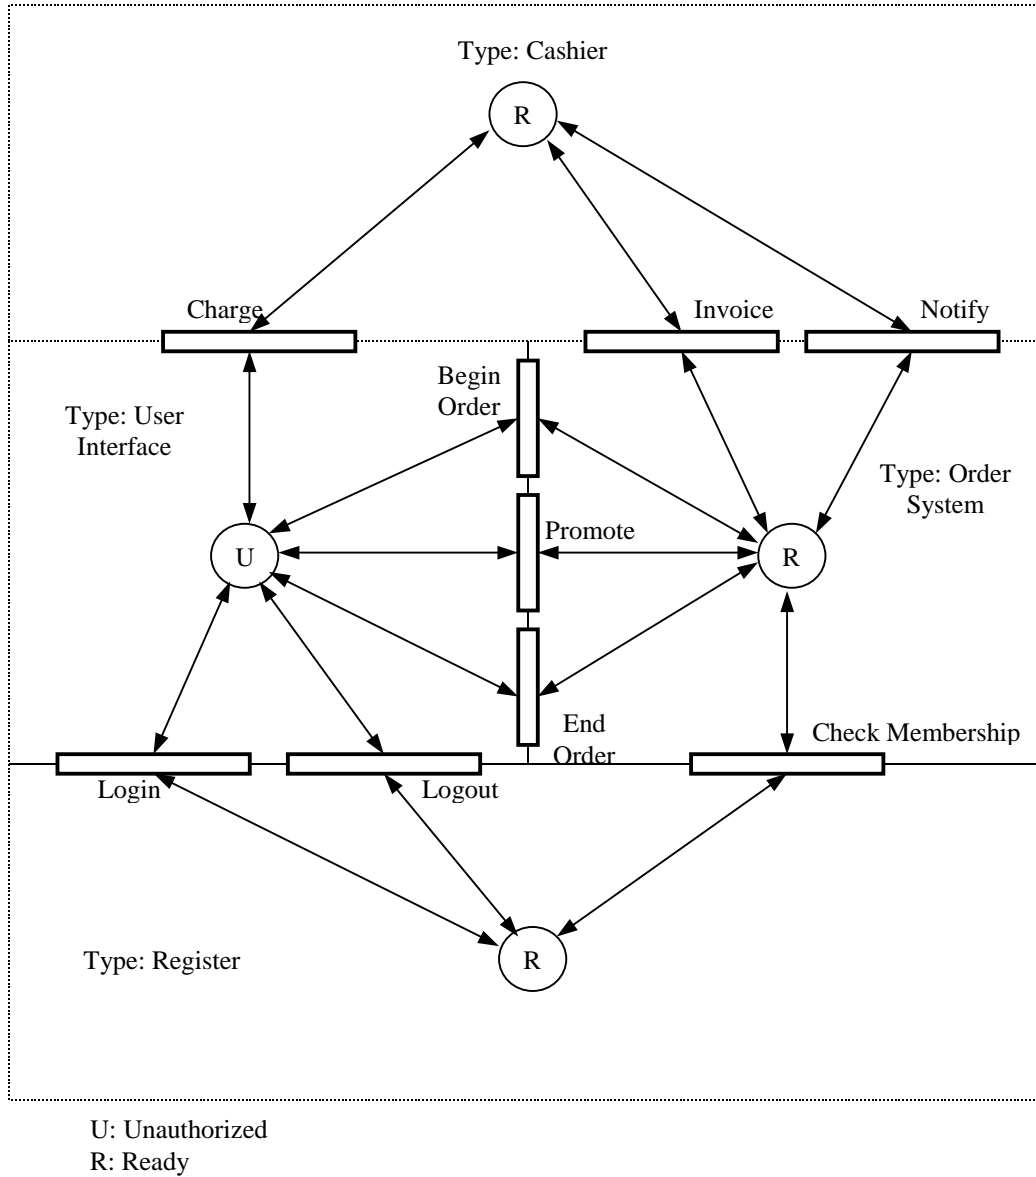 Type: Cashier
R
Charge
Invoice
Notify
Begin
Order
Type: User
Interface
Type: Order
System
Promote
U
R
End
Order
Check Membership
Login
Logout
Type: Register
R
U: Unauthorized
R: Ready